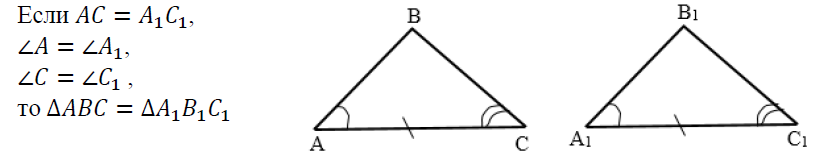 Если AC = A₁C₁,
∠A = ∠A₁,
∠C = ∠C₁ ,
то ΔABC = ΔA₁B₁C₁
B
A
C
B₁
A₁
C₁